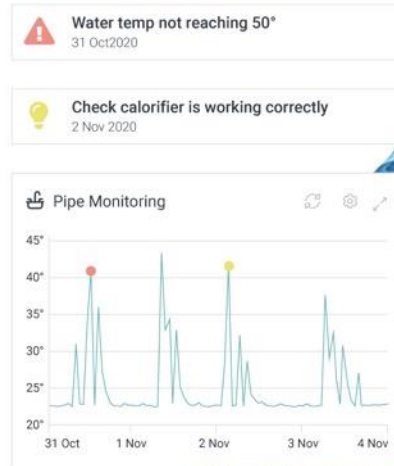 Water temp not reaching 50°
31 Oct2020
Check calorifier is working correctly
2 Nov 2020
Pipe Monitoring
45°
40°
35°
30°
25°
20°
31 Oct 1 Nov 2 Nov 3 Nov 4 Nov